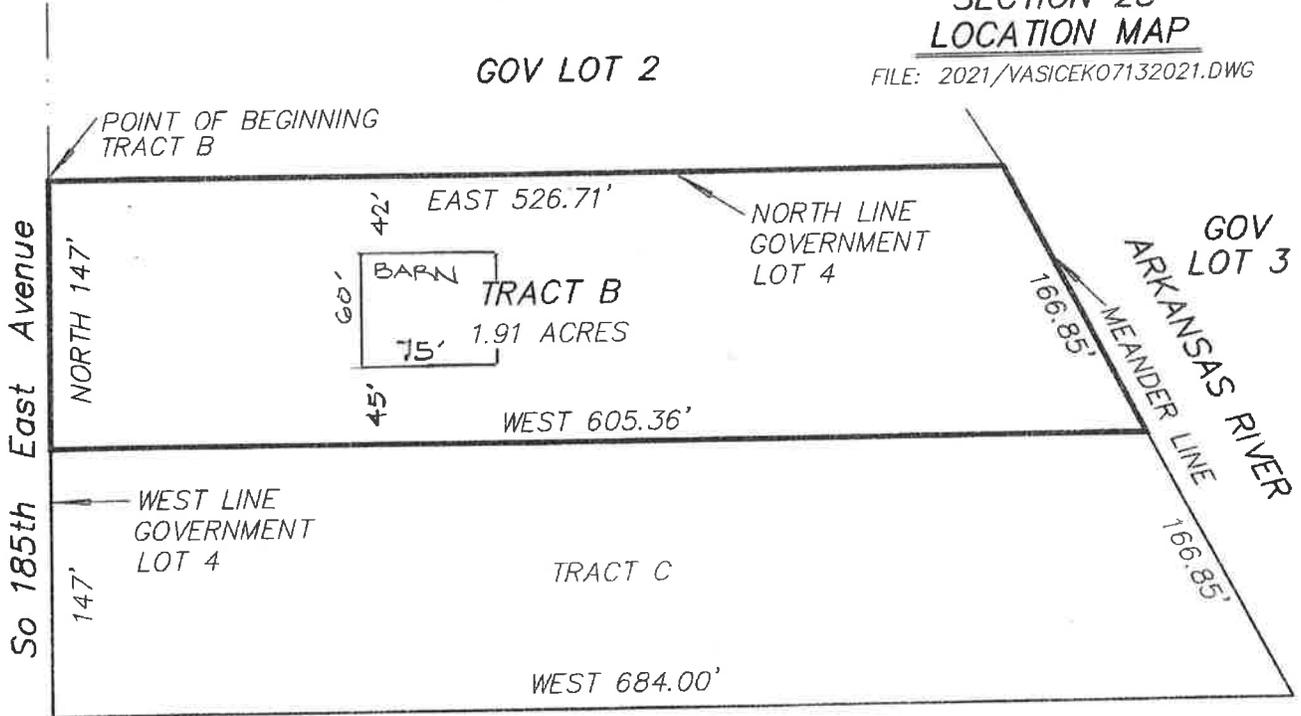 LOCATION MAP
FILE: 2021/VASICEK07132021.DWG
GOV LOT 2
POINT OF BEGINNING
TRACT B
EAST 526.71'
NORTH LINE
GOVERNMENT
LOT 4
GOV
LOT 3
ARKANSAS RIVER
MEANDER LINE
166.85'
So 185th East Avenue
NORTH 147'
42'
60'
BARN
75'
45'
TRACT B
1.91 ACRES
WEST 605.36'
WEST LINE
GOVERNMENT
LOT 4
147'
TRACT C
166.85'
WEST 684.00'